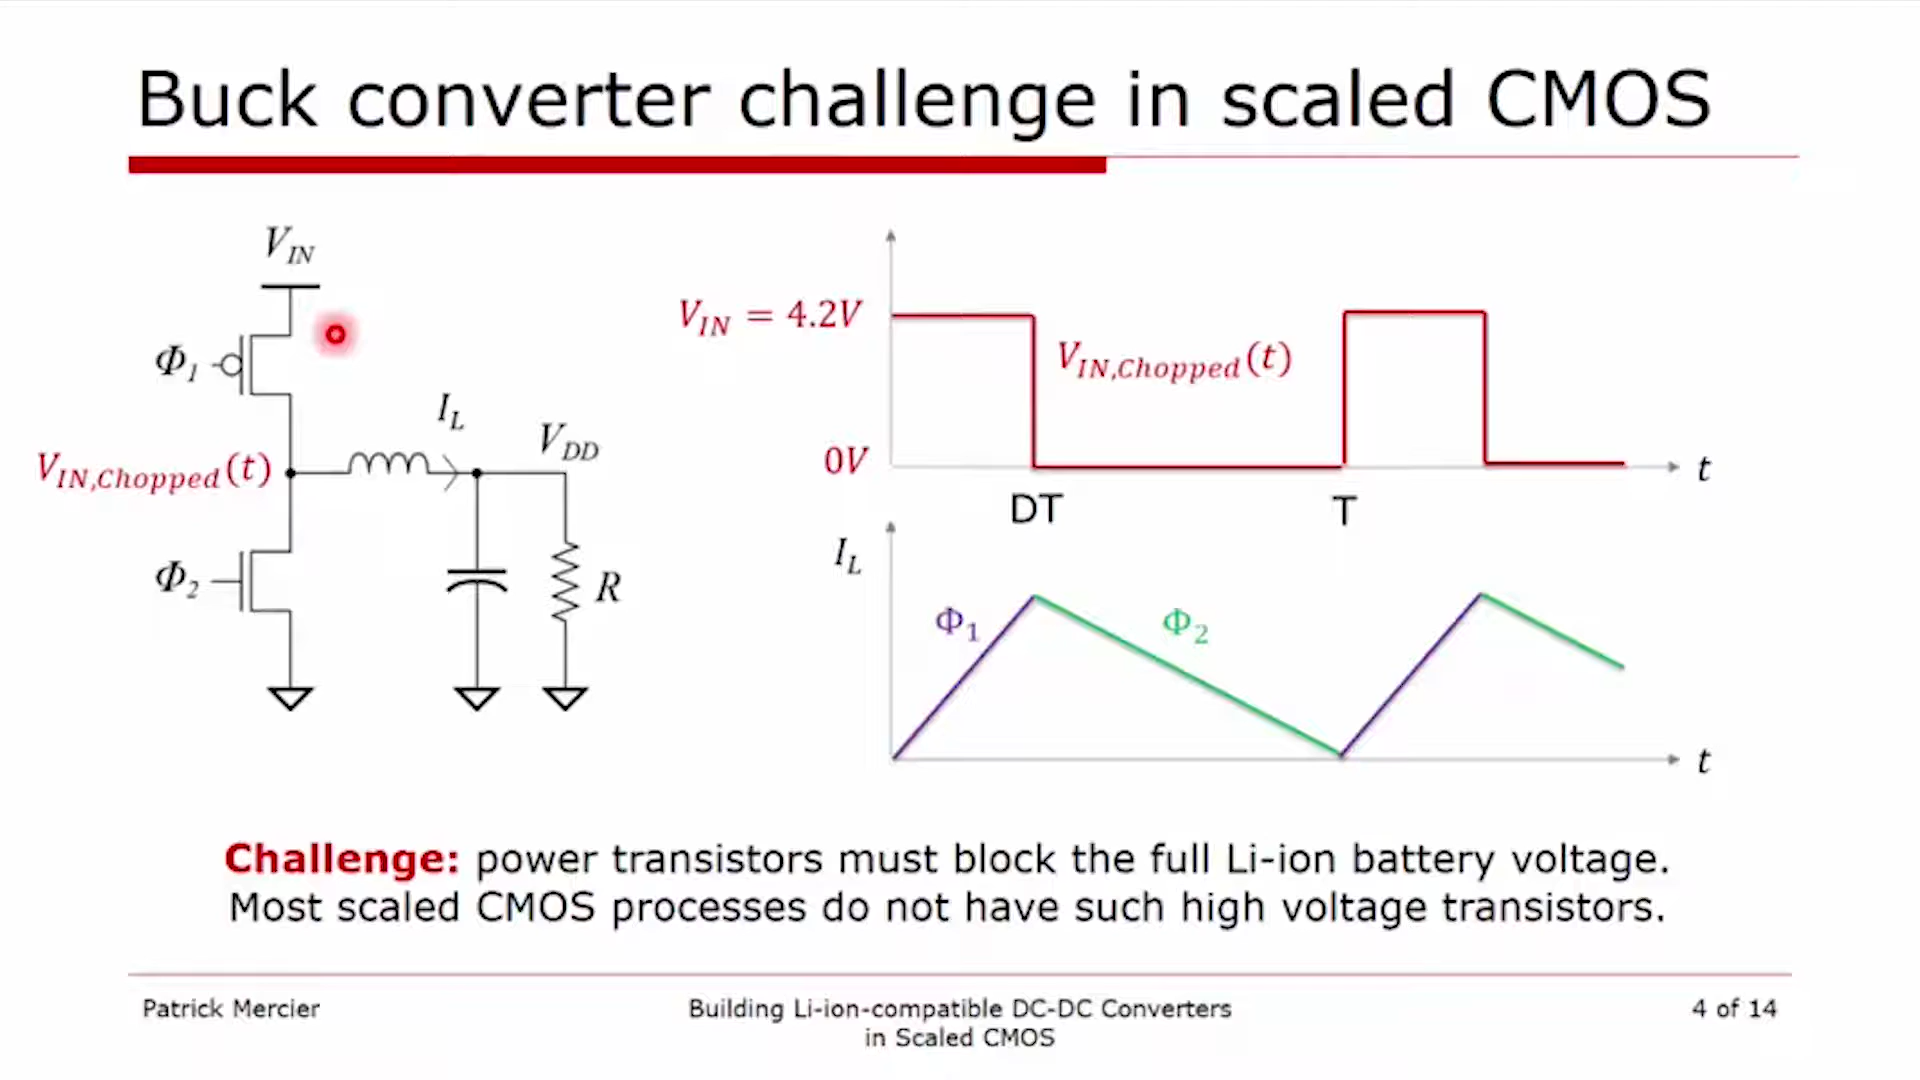 Buck converter challenge in scaled CMOS
V_IN
Φ_1
I_L
V_DD
V_IN,Chopped(t)
Φ_2
R
V_IN = 4.2V
V_IN,Chopped(t)
0V
t
DT
T
I_L
Φ_1
Φ_2
t
Challenge: power transistors must block the full Li-ion battery voltage.
Most scaled CMOS processes do not have such high voltage transistors.
Patrick Mercier
Building Li-ion-compatible DC-DC Converters
in Scaled CMOS
4 of 14